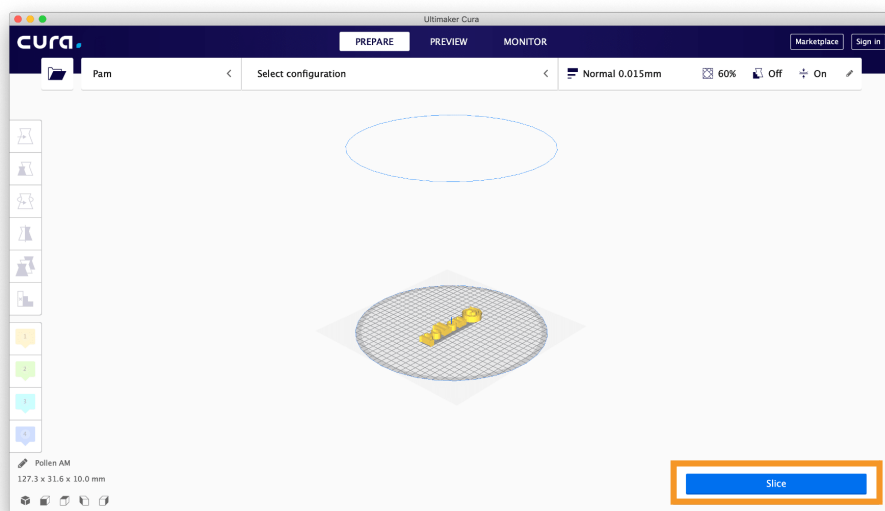 Ultimaker Cura
cura.
PREPARE PREVIEW MONITOR
Marketplace Sign in
Pam Select configuration Normal 0.015mm 60% Off On
1
2
3
4
Pollen AM
127.3 x 31.6 x 10.0 mm
Slice